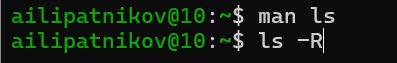 ailipatnikov@10:~$ man ls
ailipatnikov@10:~$ ls -R